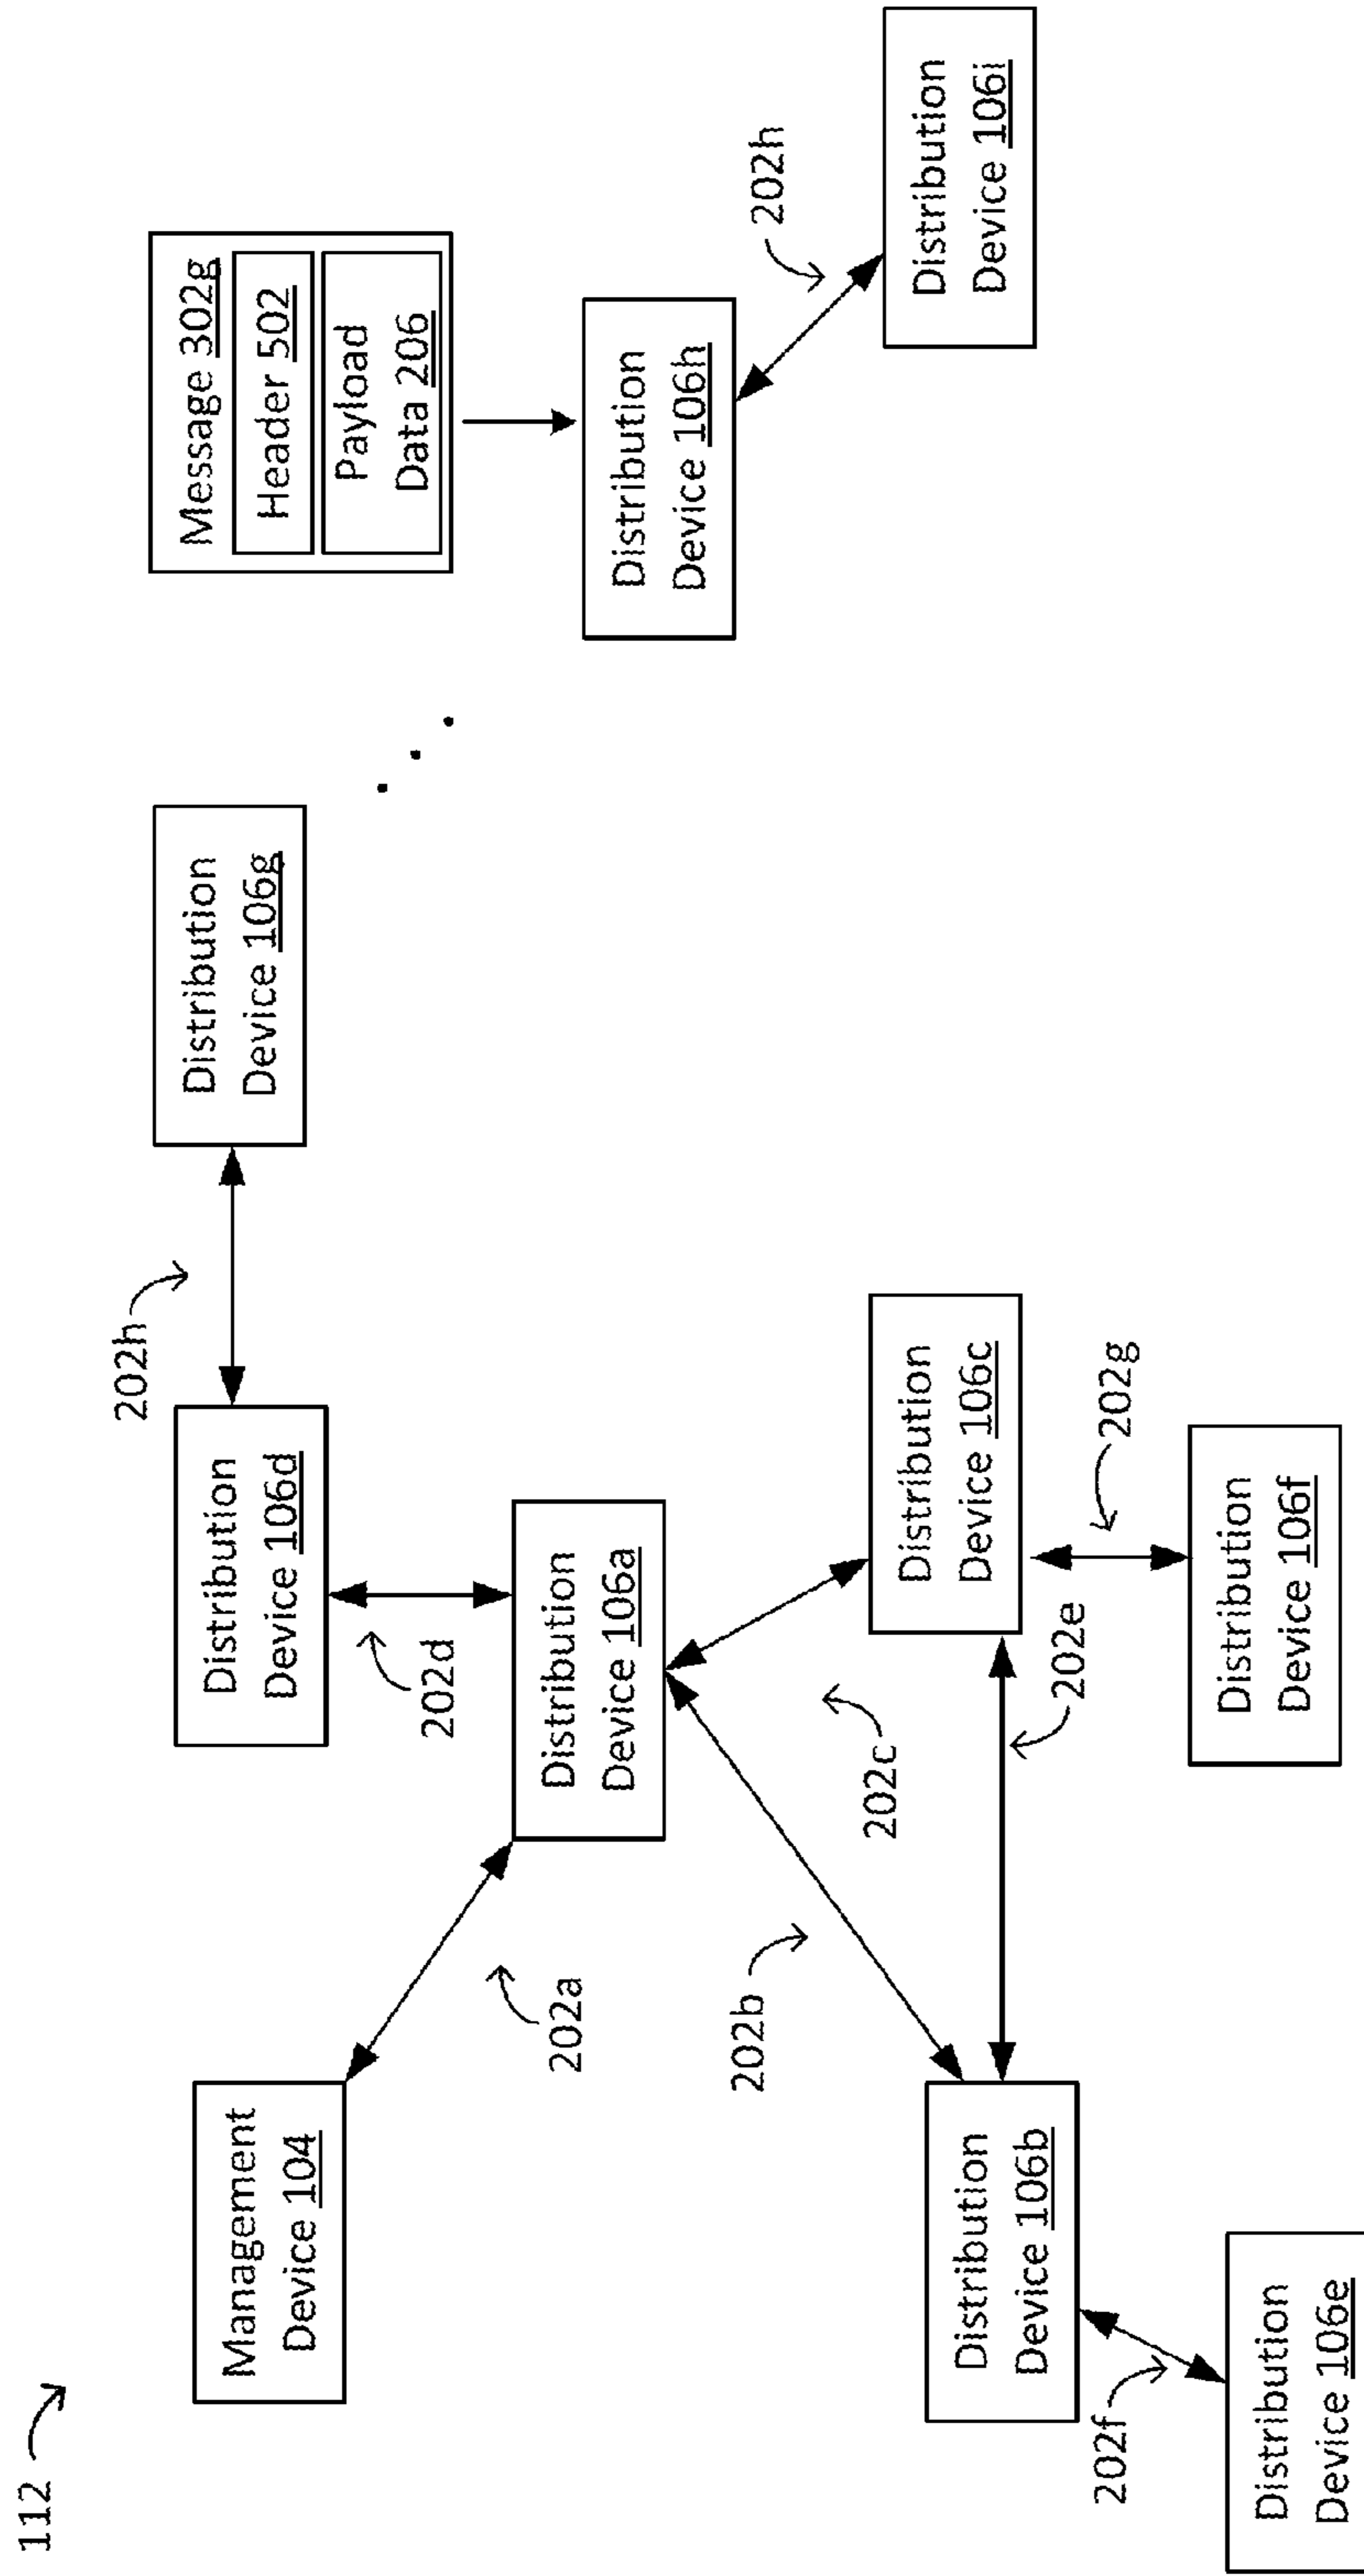 112
Management
Device 104
202a
Distribution
Device 106d
202d
202h
Distribution
Device 106g
Message 302g
Header 502
Payload
Data 206
Distribution
Device 106a
Distribution
Device 106h
202h
202b
202c
Distribution
Device 106b
Distribution
Device 106c
Distribution
Device 106i
202e
202f
202g
Distribution
Device 106e
Distribution
Device 106f